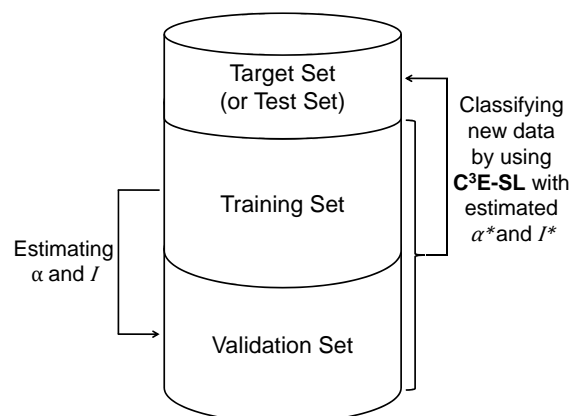 Target Set
(or Test Set)
Training Set
Validation Set
Estimating
α and I
Classifying
new data
by using
C³E-SL with
estimated
α* and I*